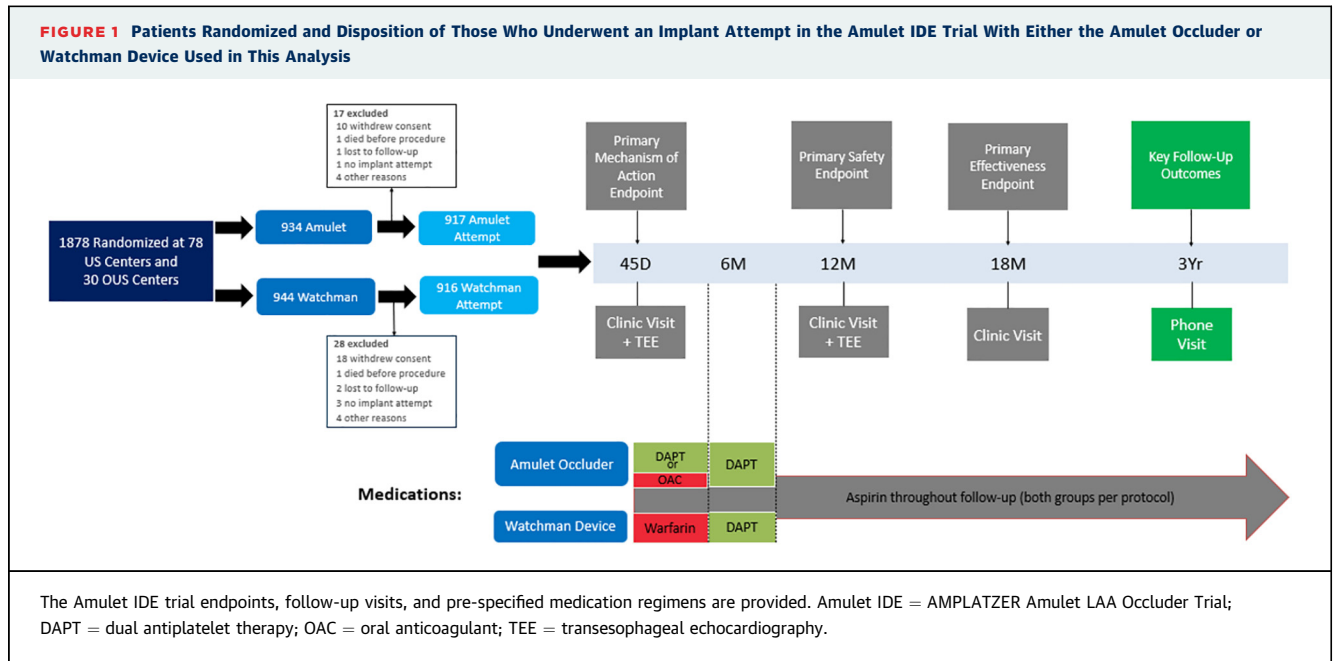 FIGURE 1 Patients Randomized and Disposition of Those Who Underwent an Implant Attempt in the Amulet IDE Trial With Either the Amulet Occluder or
Watchman Device Used in This Analysis
17 excluded
10 withdrew consent
1 died before procedure
1 lost to follow-up
1 no implant attempt
4 other reasons
1878 Randomized at 78
US Centers and
30 OUS Centers
934 Amulet
917 Amulet
Attempt
944 Watchman
916 Watchman
Attempt
28 excluded
18 withdrew consent
1 died before procedure
2 lost to follow-up
3 no implant attempt
4 other reasons
Primary
Mechanism of
Action
Endpoint
Primary Safety
Endpoint
Primary
Effectiveness
Endpoint
Key Follow-Up
Outcomes
45D
6M
12M
18M
3Yr
Clinic Visit
+ TEE
Clinic Visit
+ TEE
Clinic Visit
Phone
Visit
Medications:
Amulet Occluder
DAPT
or
OAC
DAPT
Aspirin throughout follow-up (both groups per protocol)
Watchman Device
Warfarin
DAPT
The Amulet IDE trial endpoints, follow-up visits, and pre-specified medication regimens are provided. Amulet IDE = AMPLATZER Amulet LAA Occluder Trial;
DAPT = dual antiplatelet therapy; OAC = oral anticoagulant; TEE = transesophageal echocardiography.